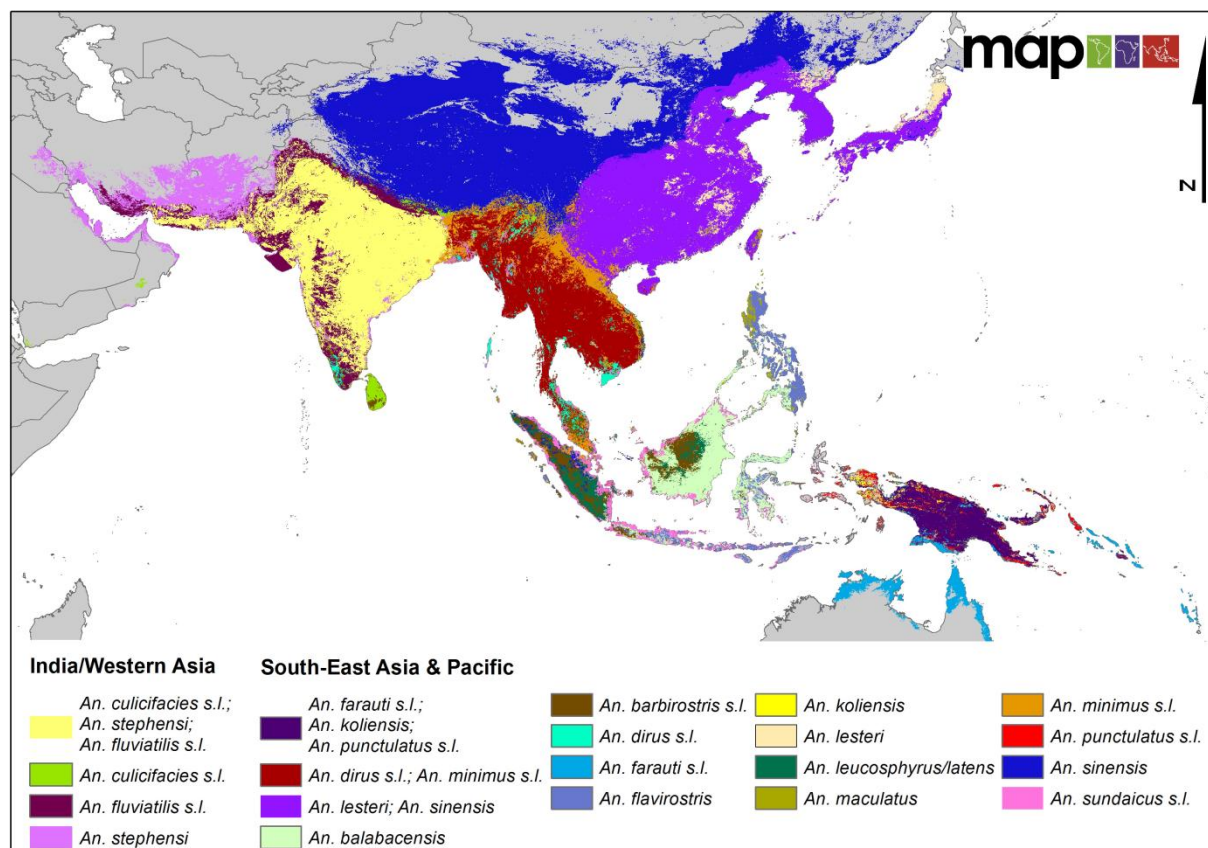 map
N
India/Western Asia
An. culicifacies s.l.;
An. stephensi;
An. fluviatilis s.l.
An. culicifacies s.l.
An. fluviatilis s.l.
An. stephensi
South-East Asia & Pacific
An. farauti s.l.;
An. koliensis;
An. punctulatus s.l.
An. dirus s.l.; An. minimus s.l.
An. lesteri; An. sinensis
An. balabacensis
An. barbirostris s.l.
An. dirus s.l.
An. farauti s.l.
An. flavirostris
An. koliensis
An. lesteri
An. leucosphyrus/latens
An. maculatus
An. minimus s.l.
An. punctulatus s.l.
An. sinensis
An. sundaicus s.l.